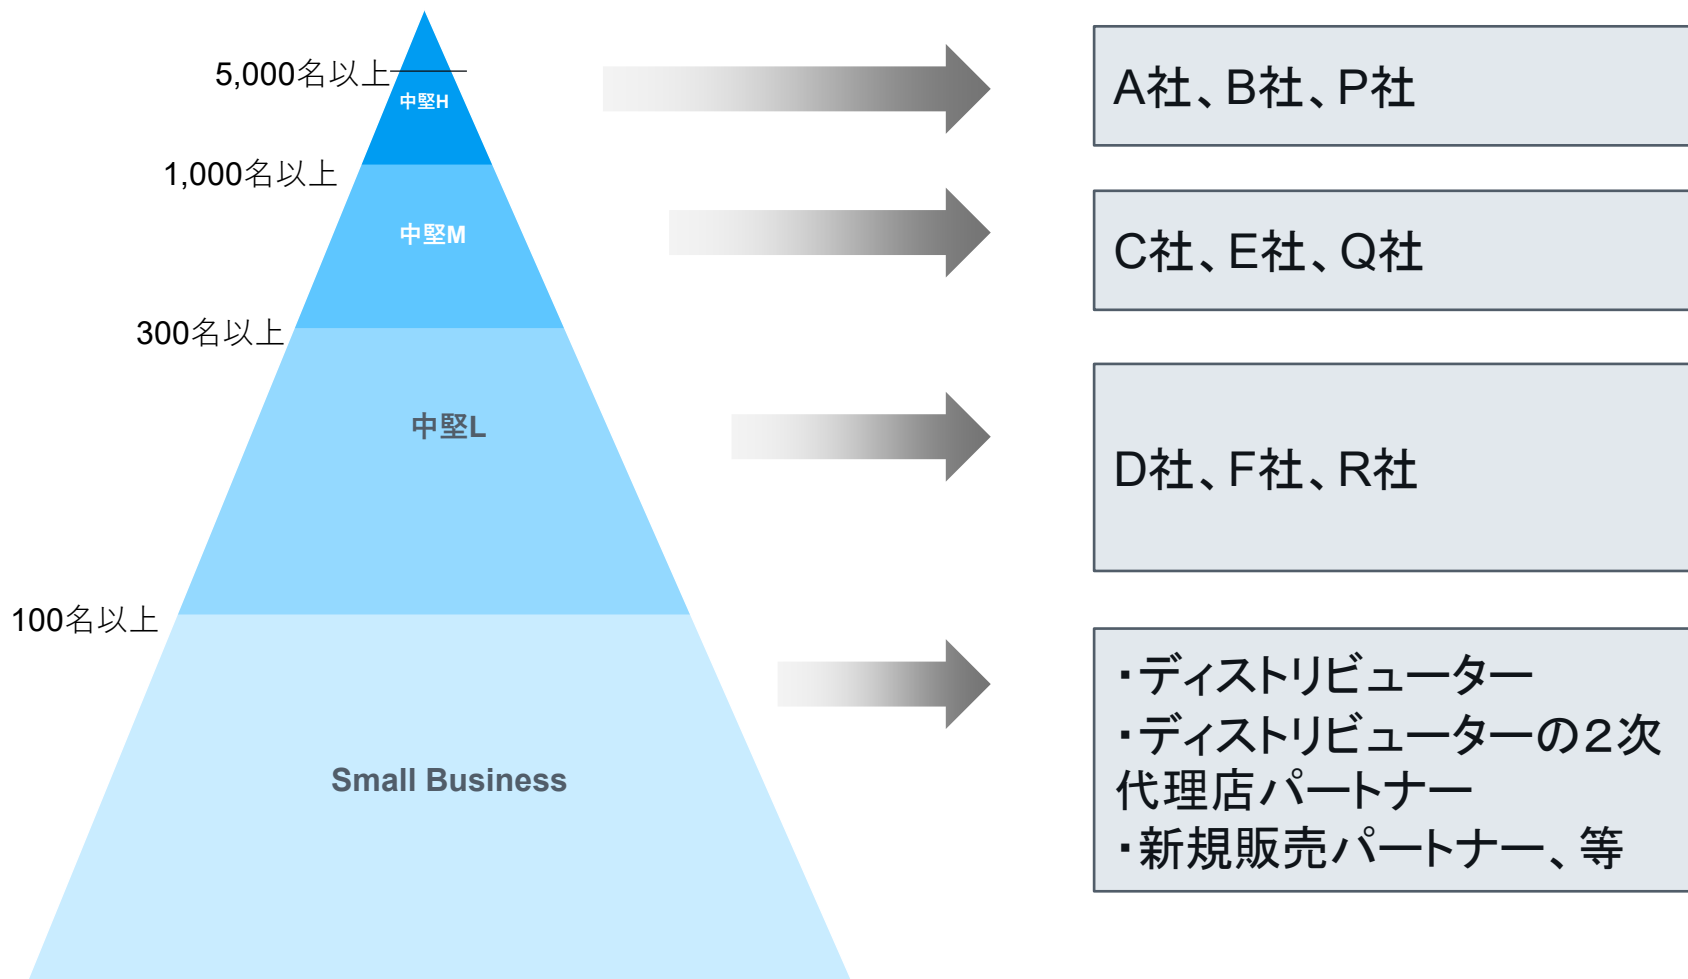 5,000名以上
中堅H
A社、B社、P社
1,000名以上
中堅M
C社、E社、Q社
300名以上
中堅L
D社、F社、R社
100名以上
Small Business
・ディストリビューター
・ディストリビューターの２次
代理店パートナー
・新規販売パートナー、等